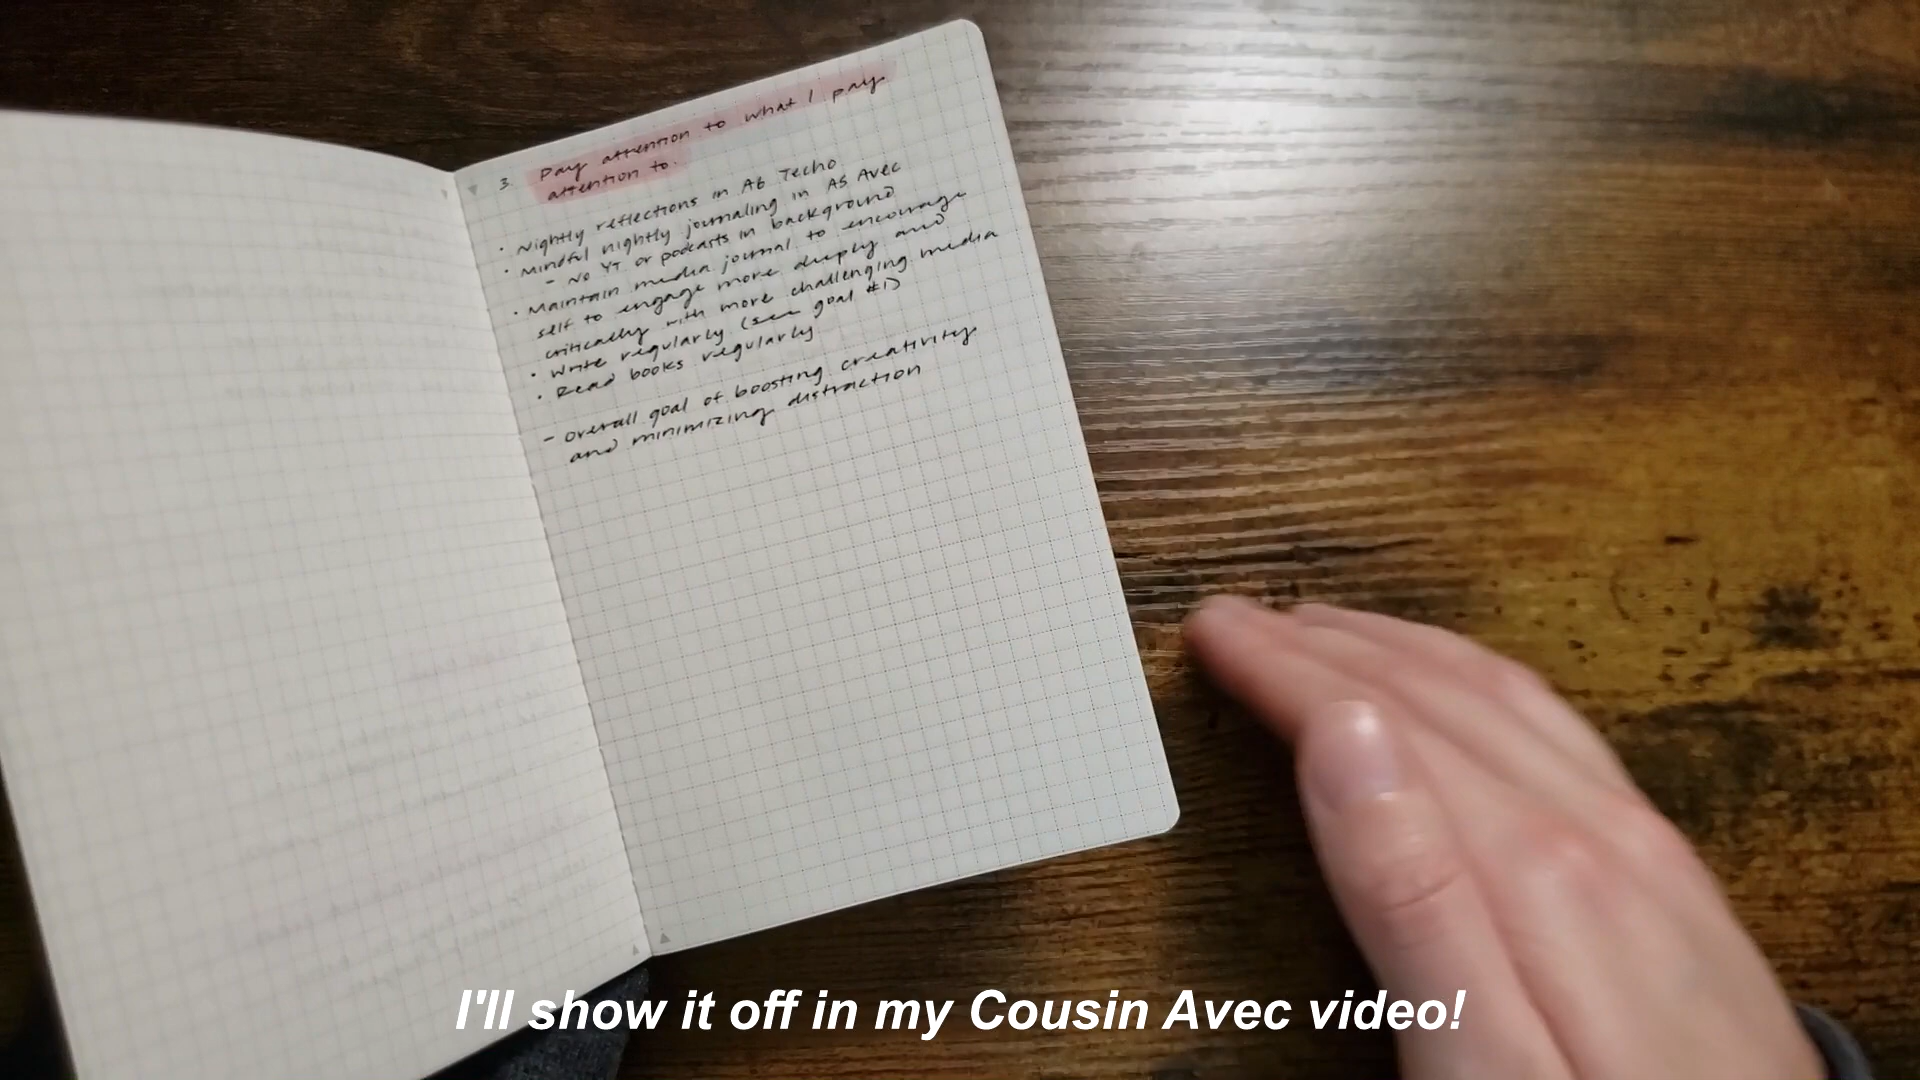 3. Pay attention to what I pay
attention to.
• Nightly reflections in A6 Techo
• Mindful nightly journaling in A5 Avec
– No YT or podcasts in background
• Maintain media journal to encourage
self to engage more deeply and
critically with more challenging media
• Write regularly (see goal #1)
• Read books regularly
– Overall goal of boosting creativity
and minimizing distraction
I'll show it off in my Cousin Avec video!